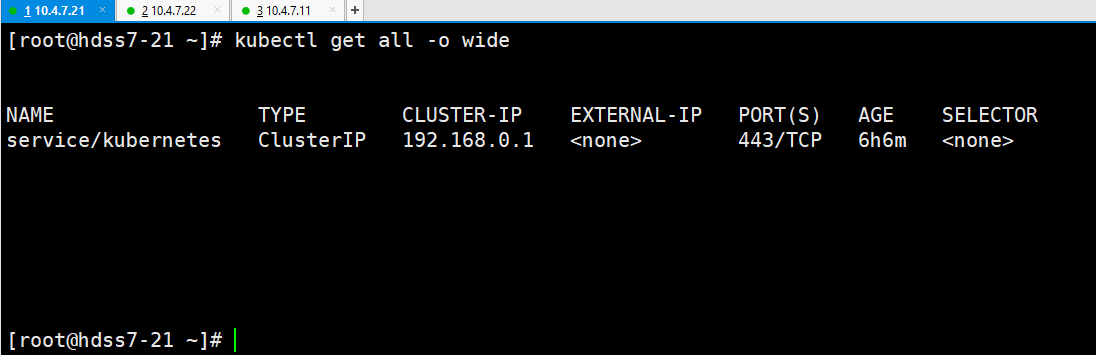 1 10.4.7.21 × 2 10.4.7.22 × 3 10.4.7.11 × +
[root@hdss7-21 ~]# kubectl get all -o wide
NAME TYPE CLUSTER-IP EXTERNAL-IP PORT(S) AGE SELECTOR
service/kubernetes ClusterIP 192.168.0.1 <none> 443/TCP 6h6m <none>
[root@hdss7-21 ~]#